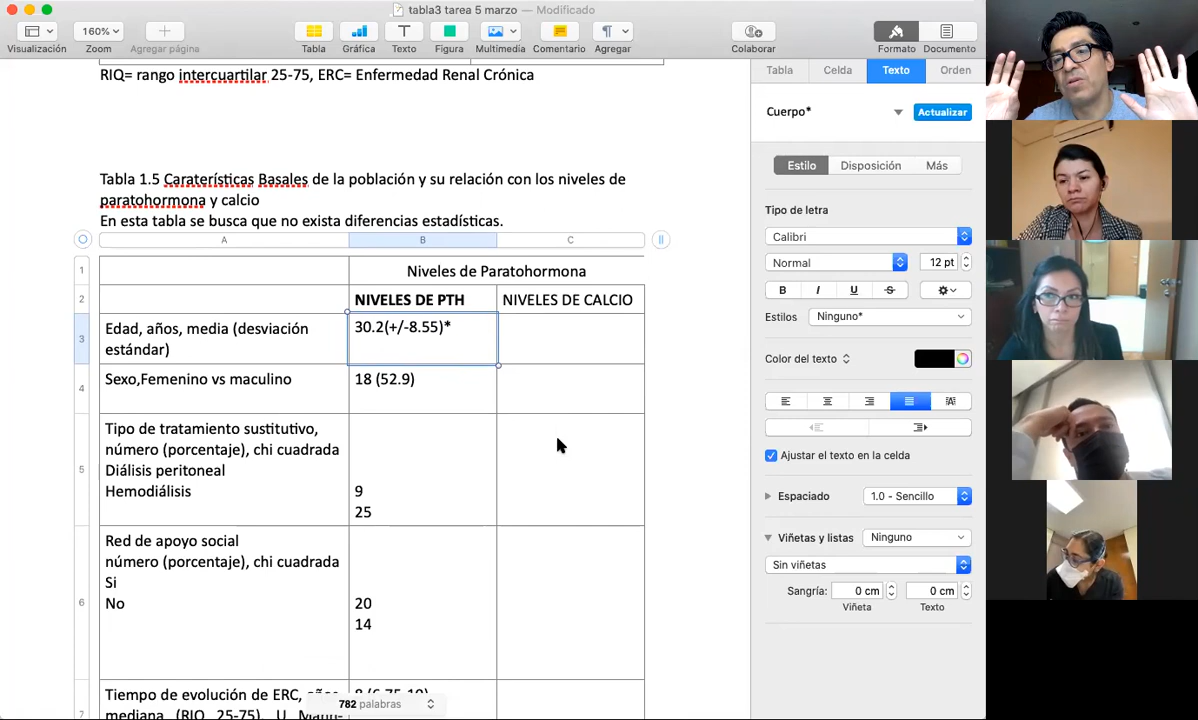 tabla3 tarea 5 marzo — Modificado
160%
Visualización
Zoom
Agregar página
Tabla
Gráfica
Texto
Figura
Multimedia
Comentario
Agregar
Colaborar
Formato
Documento
RIQ= rango intercuartilar 25-75, ERC= Enfermedad Renal Crónica
Tabla 1.5 Caraterísticas Basales de la población y su relación con los niveles de
paratohormona y calcio
En esta tabla se busca que no exista diferencias estadísticas.
A B C
1 Niveles de Paratohormona
2 NIVELES DE PTH NIVELES DE CALCIO
3 Edad, años, media (desviación 30.2(+/-8.55)*
estándar)
4 Sexo,Femenino vs maculino 18 (52.9)
5 Tipo de tratamiento sustitutivo,
número (porcentaje), chi cuadrada
Diálisis peritoneal
Hemodiálisis 9
25
6 Red de apoyo social
número (porcentaje), chi cuadrada
Si
No 20
14
7 Tiempo de evolución de ERC, años
mediana (RIQ 25-75), U Mann-
782 palabras
Tabla
Celda
Texto
Orden
Cuerpo*
Actualizar
Estilo
Disposición
Más
Tipo de letra
Calibri
Normal
12 pt
B I U S
Estilos
Ninguno*
Color del texto
Ajustar el texto en la celda
Espaciado
1.0 - Sencillo
Viñetas y listas
Ninguno
Sin viñetas
Sangría: 0 cm 0 cm
Viñeta Texto